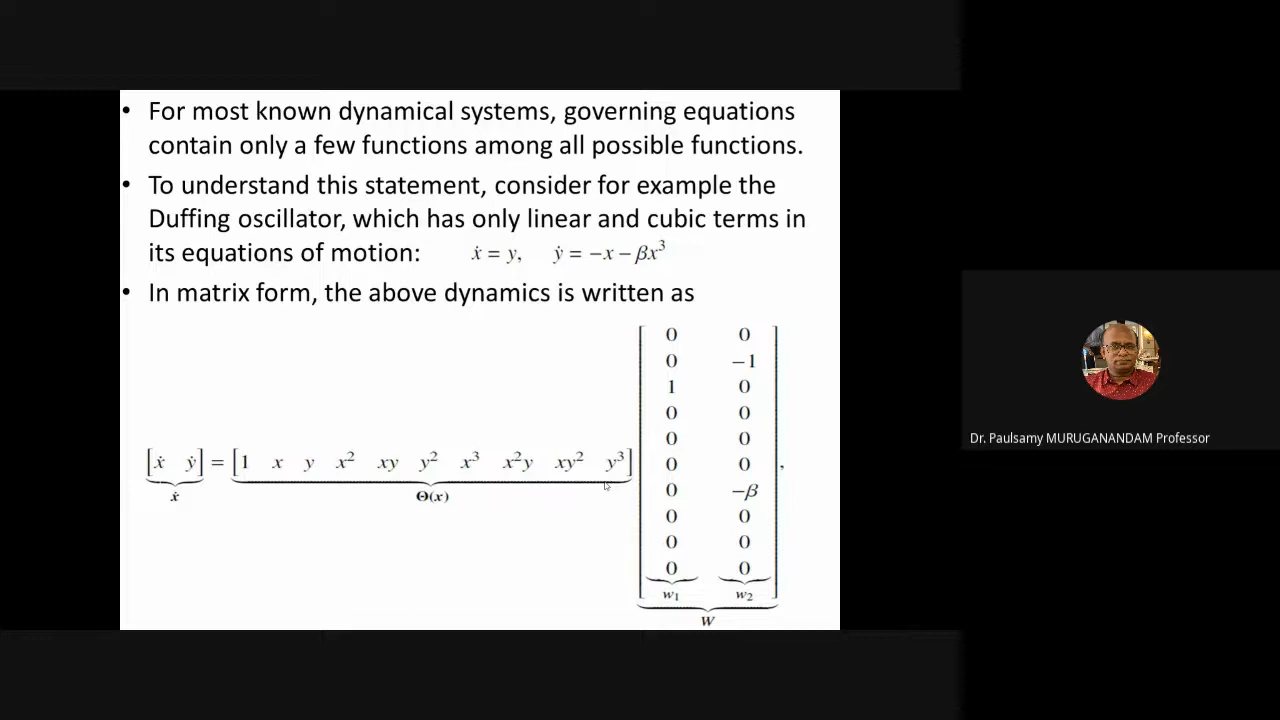 • For most known dynamical systems, governing equations
contain only a few functions among all possible functions.
• To understand this statement, consider for example the
Duffing oscillator, which has only linear and cubic terms in
its equations of motion: ẋ = y, ẏ = −x − βx³
• In matrix form, the above dynamics is written as
0 0
0 −1
1 0
0 0
0 0
[ẋ ẏ] = [1 x y x² xy y² x³ x²y xy² y³] 0 0 ,
ẋ Θ(x) 0 −β
0 0
0 0
0 0
w₁ w₂
W
Dr. Paulsamy MURUGANANDAM Professor